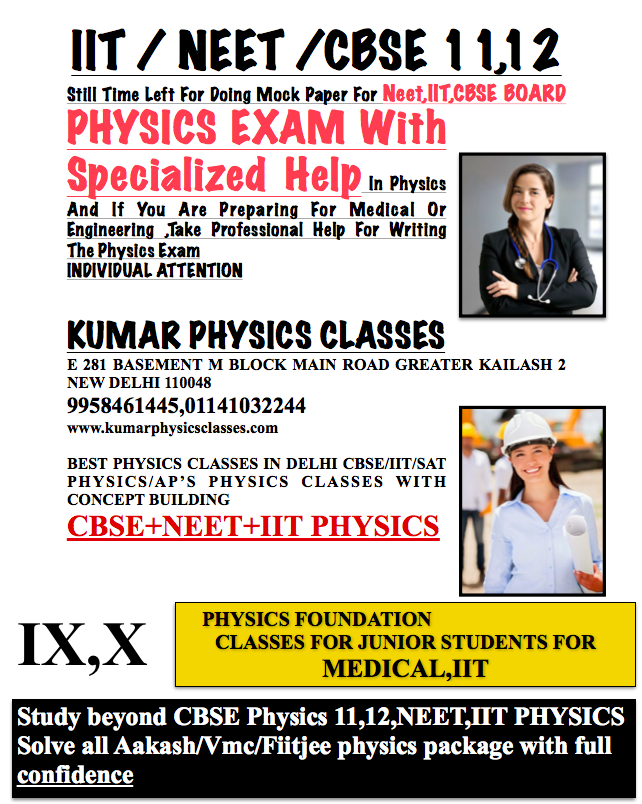 IIT / NEET /CBSE 11,12
Still Time Left For Doing Mock Paper For Neet,IIT,CBSE BOARD
PHYSICS EXAM With
Specialized Help In Physics
And If You Are Preparing For Medical Or
Engineering ,Take Professional Help For Writing
The Physics Exam
INDIVIDUAL ATTENTION
KUMAR PHYSICS CLASSES
E 281 BASEMENT M BLOCK MAIN ROAD GREATER KAILASH 2
NEW DELHI 110048
9958461445,01141032244
www.kumarphysicsclasses.com
BEST PHYSICS CLASSES IN DELHI CBSE/IIT/SAT
PHYSICS/AP'S PHYSICS CLASSES WITH
CONCEPT BUILDING
CBSE+NEET+IIT PHYSICS
IX,X
PHYSICS FOUNDATION
CLASSES FOR JUNIOR STUDENTS FOR
MEDICAL,IIT
Study beyond CBSE Physics 11,12,NEET,IIT PHYSICS
Solve all Aakash/Vmc/Fiitjee physics package with full
confidence